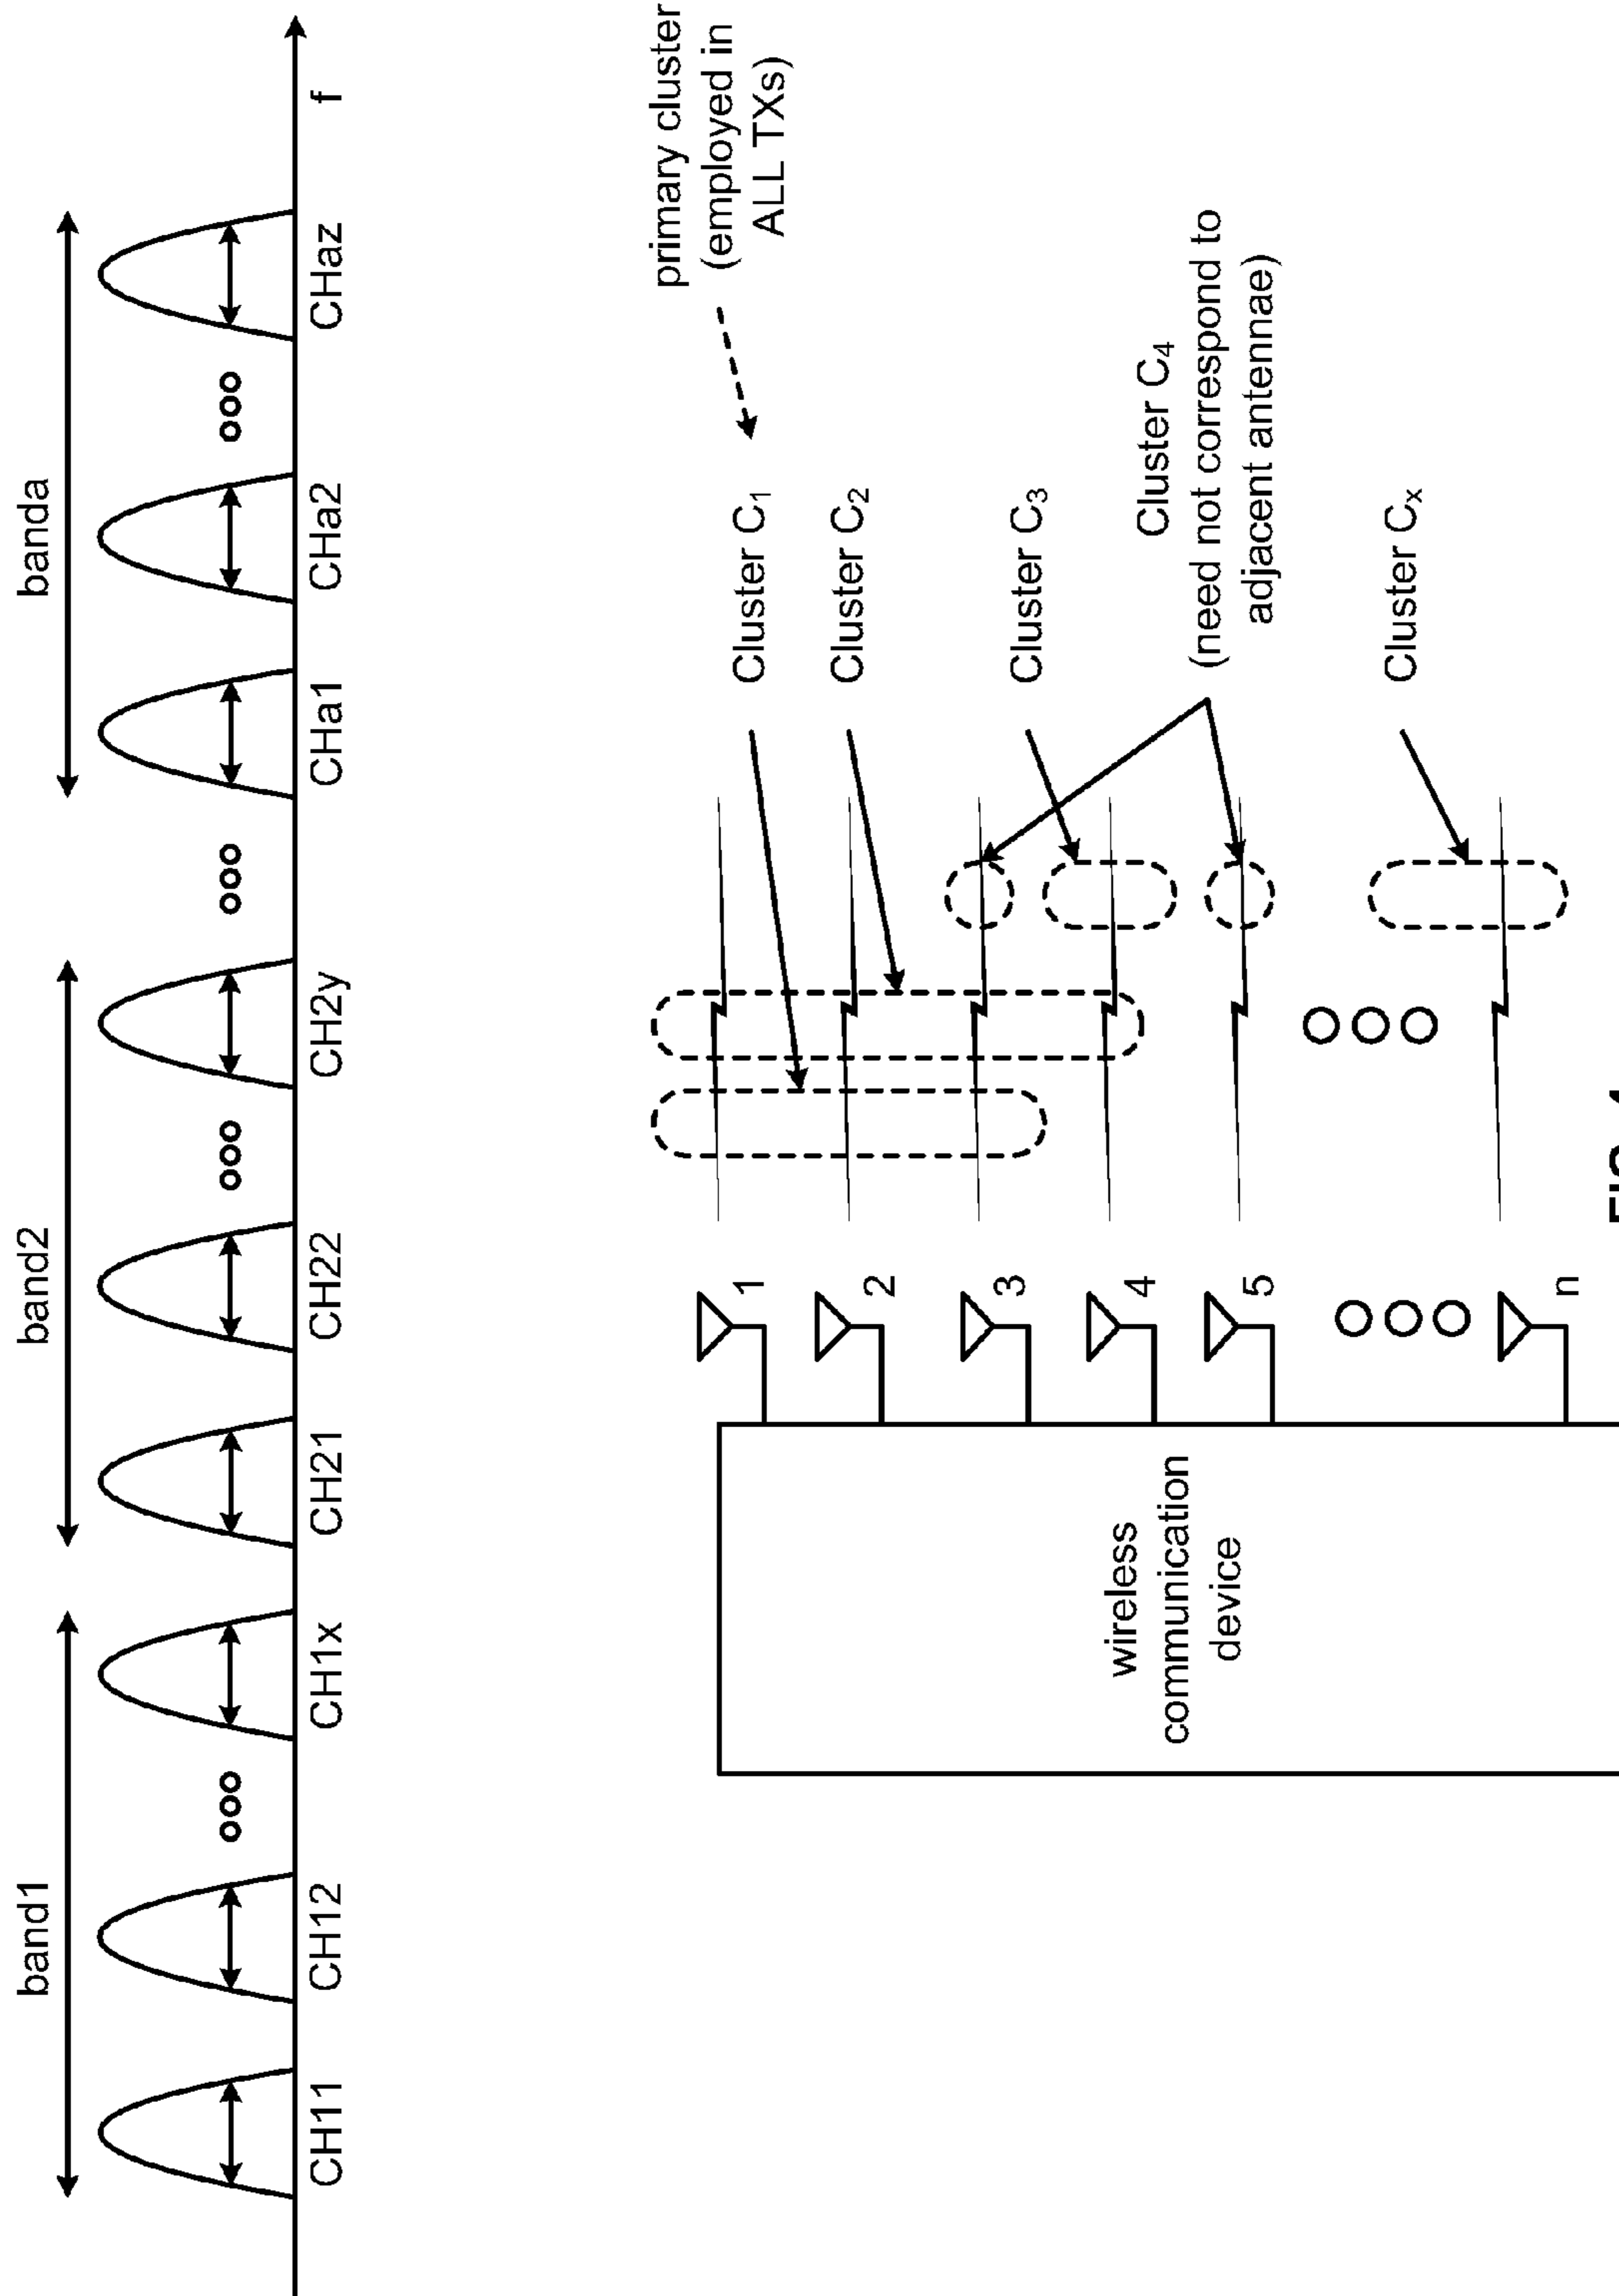 band1
band2
banda
CH11
CH12
CH1x
CH21
CH22
CH2y
CHa1
CHa2
CHaz
f
wireless
communication
device
1
2
3
4
5
n
primary cluster
(employed in
ALL TXs)
Cluster C₁
Cluster C₂
Cluster C₃
Cluster C₄
(need not correspond to
adjacent antennae)
Cluster Cₓ